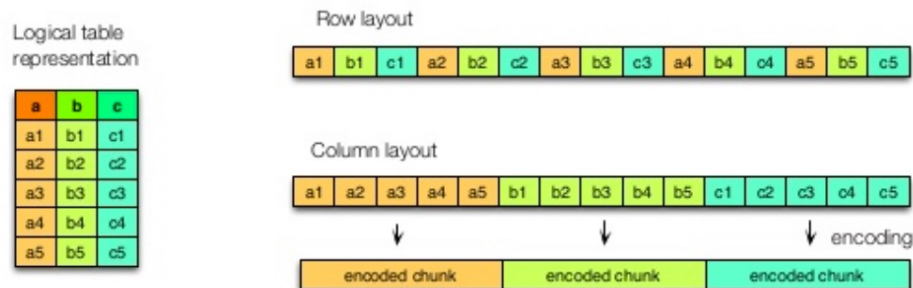 Logical table
representation
a b c
a1 b1 c1
a2 b2 c2
a3 b3 c3
a4 b4 c4
a5 b5 c5
Row layout
a1 b1 c1 a2 b2 c2 a3 b3 c3 a4 b4 c4 a5 b5 c5
Column layout
a1 a2 a3 a4 a5 b1 b2 b3 b4 b5 c1 c2 c3 c4 c5
encoding
encoded chunk encoded chunk encoded chunk